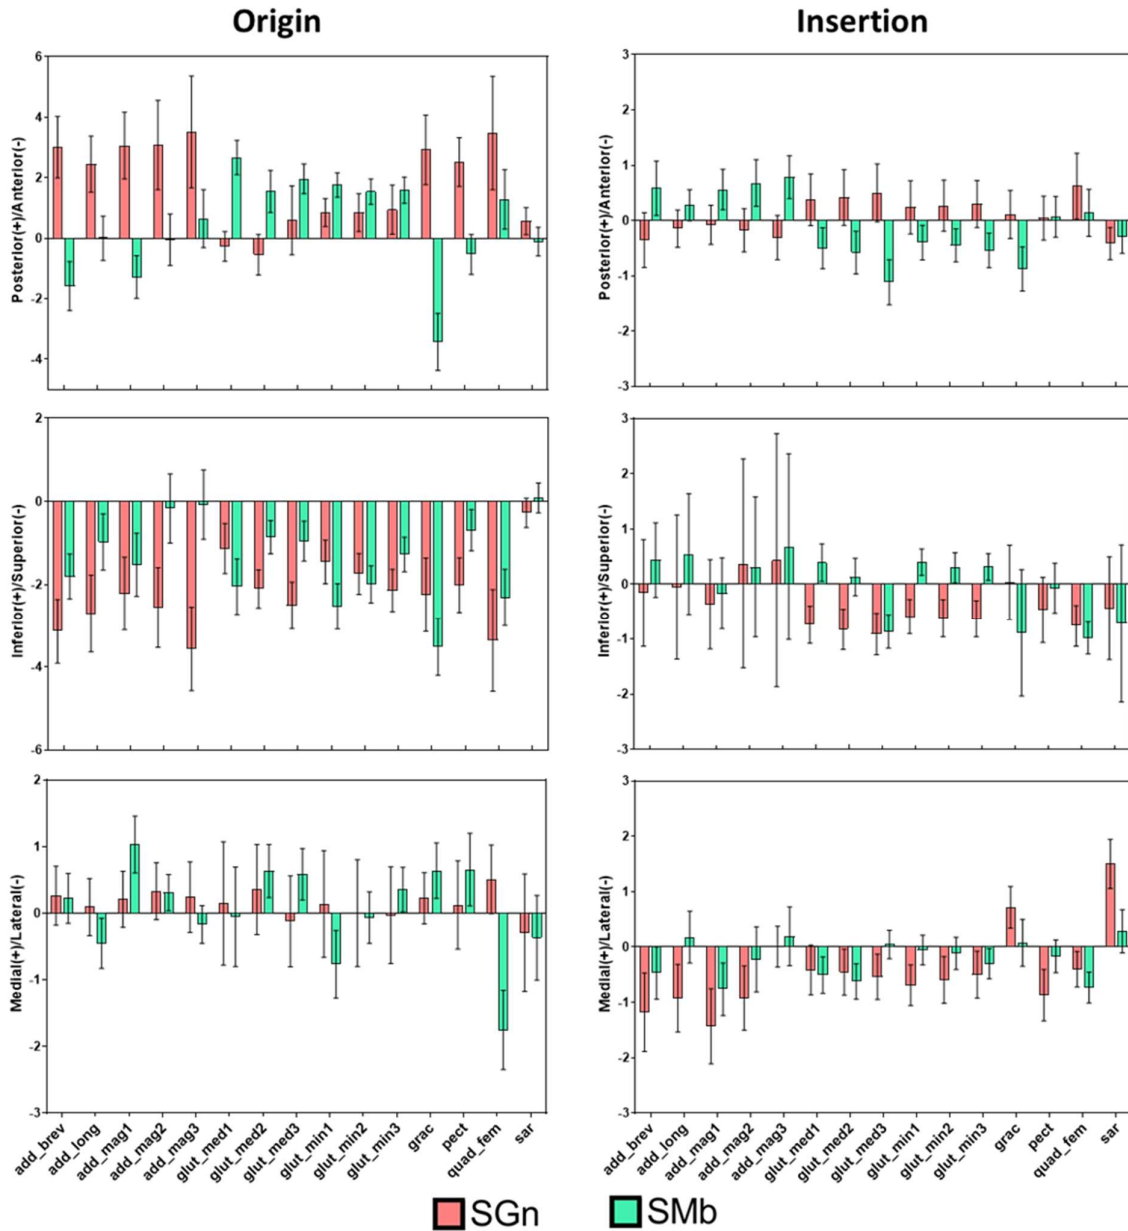 Origin
Insertion
Posterior(+)/Anterior(-)
6
4
2
0
-2
-4
Posterior(+)/Anterior(-)
3
2
1
0
-1
-2
-3
Inferior(+)/Superior(-)
2
0
-2
-4
-6
Inferior(+)/Superior(-)
3
2
1
0
-1
-2
-3
Medial(+)/Lateral(-)
2
1
0
-1
-2
-3
Medial(+)/Lateral(-)
3
2
1
0
-1
-2
-3
add_brev
add_long
add_mag1
add_mag2
add_mag3
glut_med1
glut_med2
glut_med3
glut_min1
glut_min2
glut_min3
grac
pect
quad_fem
sar
add_brev
add_long
add_mag1
add_mag2
add_mag3
glut_med1
glut_med2
glut_med3
glut_min1
glut_min2
glut_min3
grac
pect
quad_fem
sar
SGn
SMb